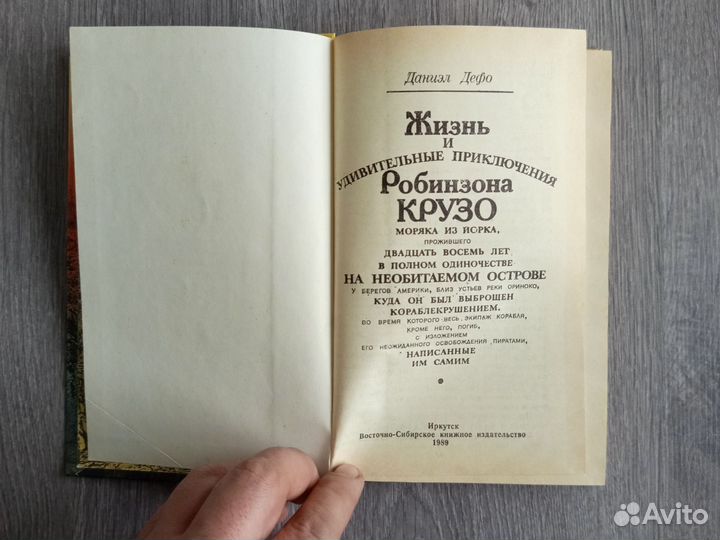 Даниэл Дефо
Жизнь
и
удивительные приключения
Робинзона
КРУЗО
моряка из Йорка,
прожившего
двадцать восемь лет
в полном одиночестве
на необитаемом острове
у берегов Америки, близ устьев реки Ориноко,
куда он был выброшен
кораблекрушением,
во время которого весь экипаж корабля,
кроме него, погиб,
с изложением
его неожиданного освобождения пиратами,
написанные
им самим
Иркутск
Восточно-Сибирское книжное издательство
1989
Avito